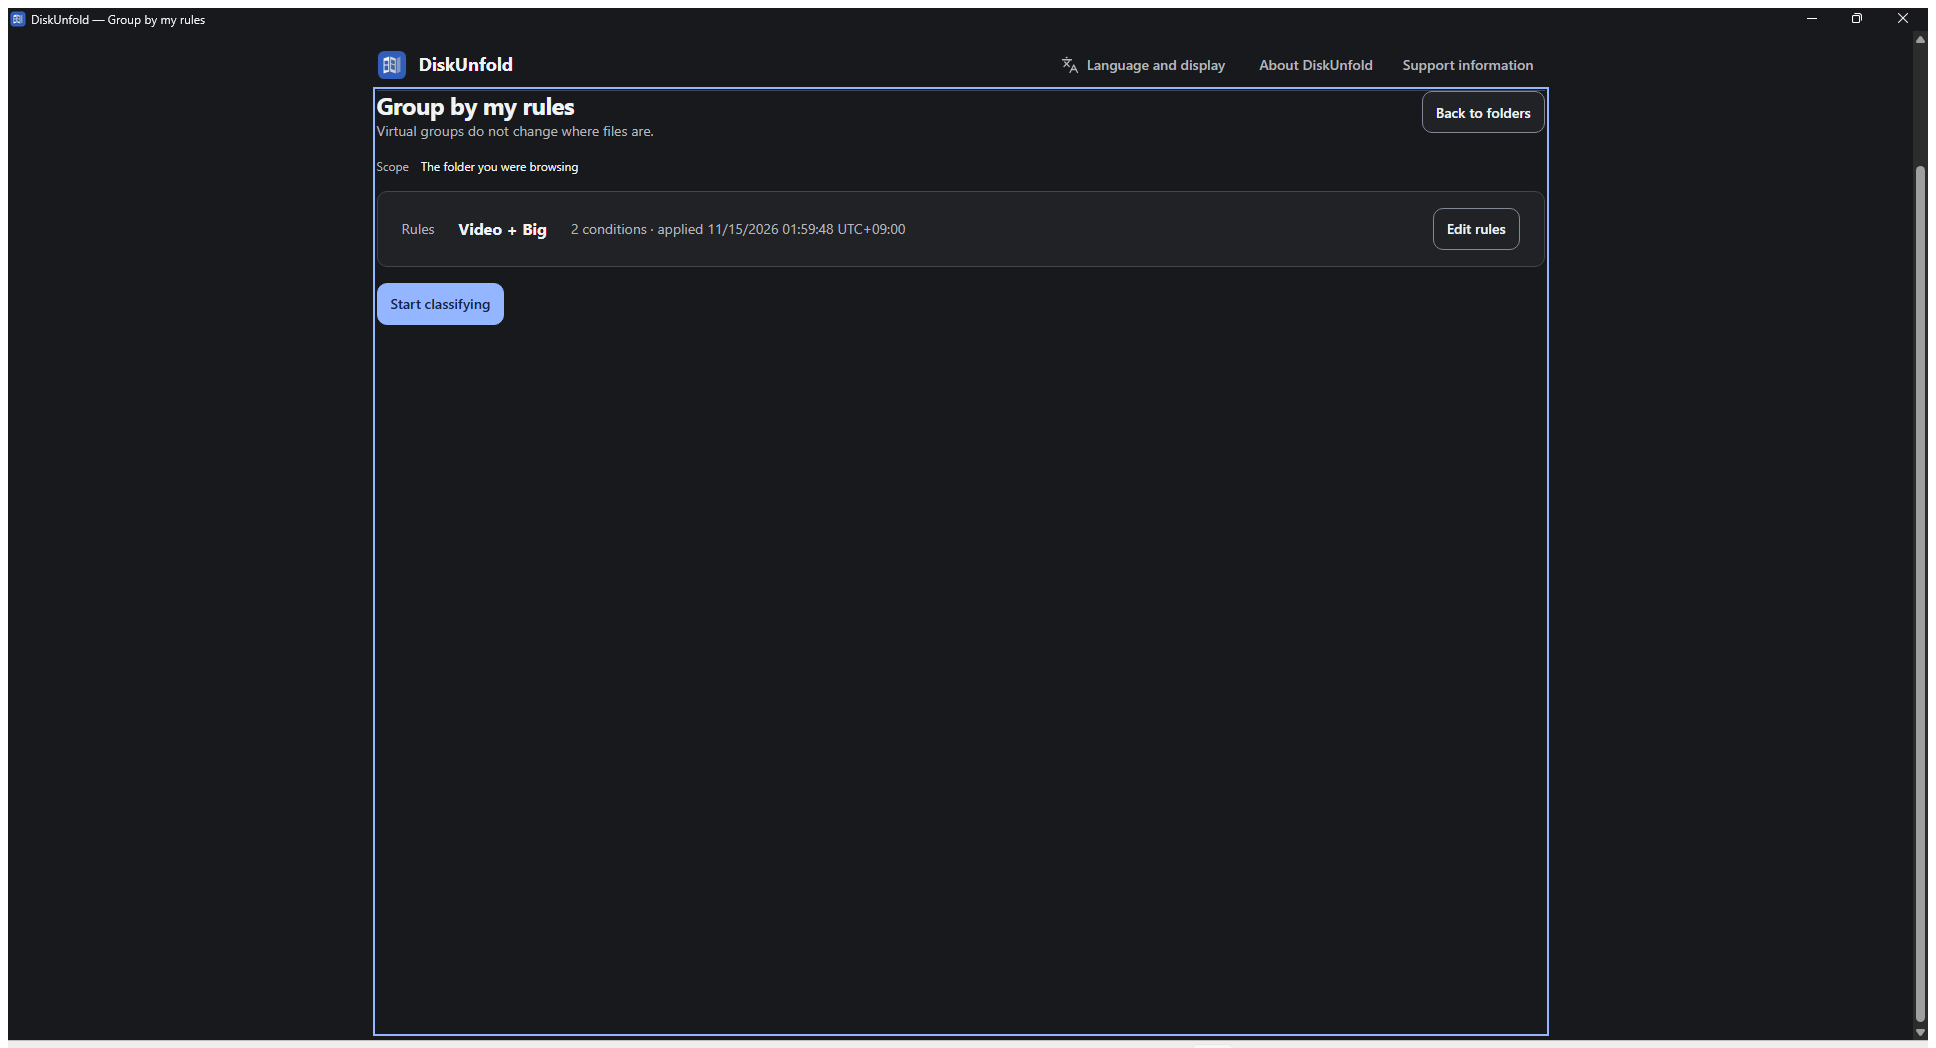 DiskUnfold — Group by my rules
DiskUnfold
Language and display
About DiskUnfold
Support information
Group by my rules
Back to folders
Virtual groups do not change where files are.
Scope The folder you were browsing
Rules Video + Big 2 conditions · applied 11/15/2026 01:59:48 UTC+09:00
Edit rules
Start classifying